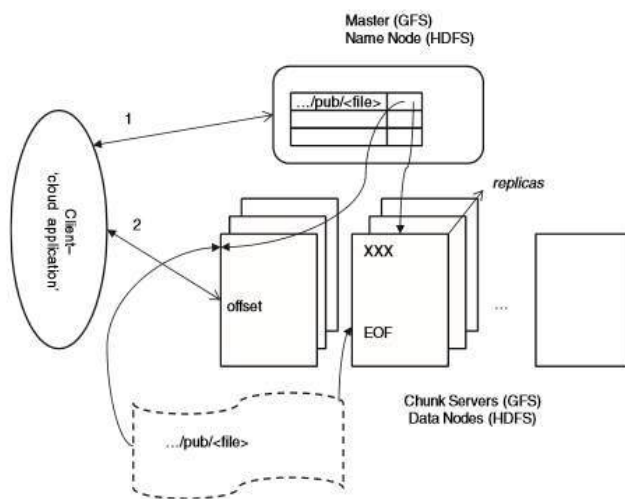 Master (GFS)
Name Node (HDFS)
.../pub/<file>
1
replicas
Client–
'cloud application'
2
XXX
offset
...
EOF
Chunk Servers (GFS)
Data Nodes (HDFS)
.../pub/<file>